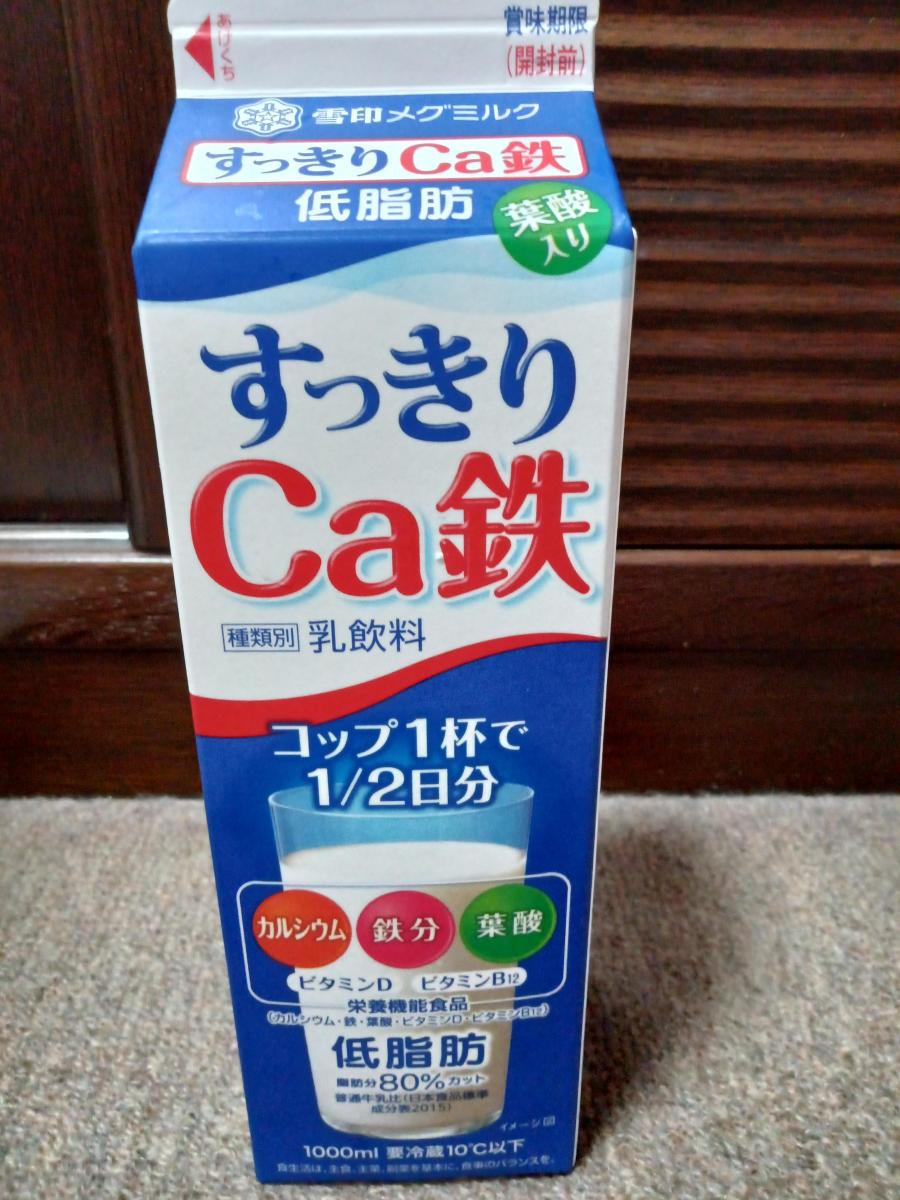 あけくち
賞味期限
(開封前)
雪印メグミルク
すっきりCa鉄
低脂肪
葉酸
入り
すっきり
Ca鉄
種類別 乳飲料
コップ1杯で
1/2日分
カルシウム 鉄分 葉酸
ビタミンD ビタミンB12
栄養機能食品
(カルシウム・鉄・葉酸・ビタミンD・ビタミンB12)
低脂肪
脂肪分80%カット
普通牛乳比(日本食品標準
成分表2015)
イメージ図
1000ml 要冷蔵10℃以下
食生活は、主食、主菜、副菜を基本に、食事のバランスを。